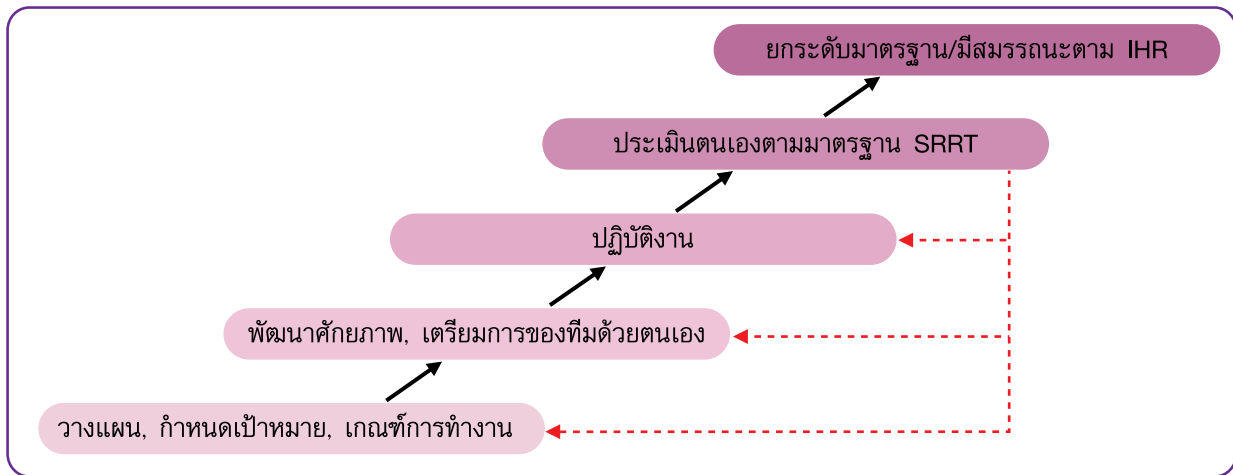 ยกระดับมาตรฐาน/มีสมรรถนะตาม IHR
ประเมินตนเองตามมาตรฐาน SRRT
ปฏิบัติงาน
พัฒนาศักยภาพ, เตรียมการของทีมด้วยตนเอง
วางแผน, กำหนดเป้าหมาย, เกณฑ์การทำงาน